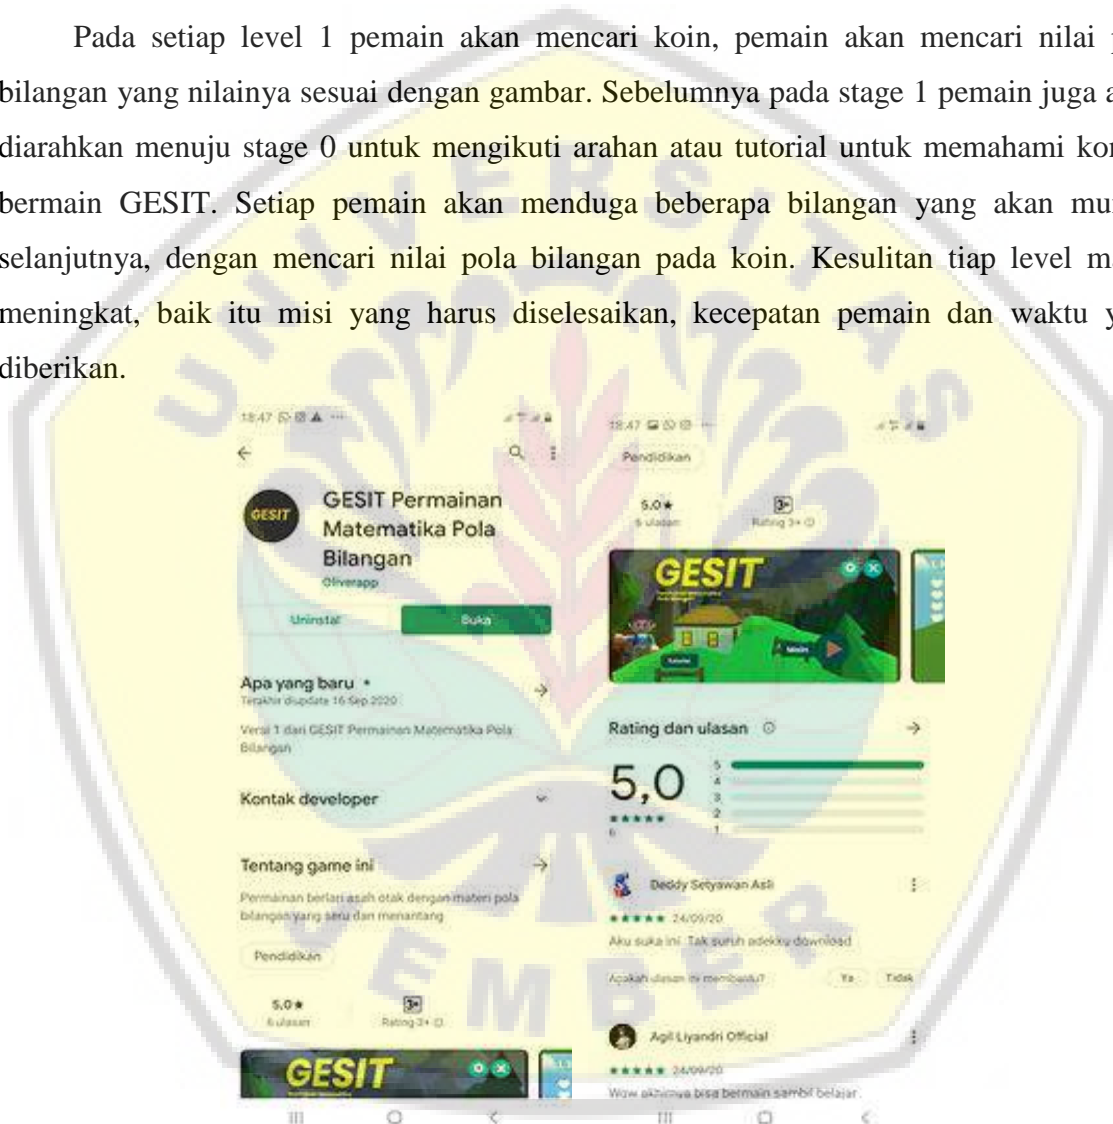 Pada setiap level 1 pemain akan mencari koin, pemain akan mencari nilai
bilangan yang nilainya sesuai dengan gambar. Sebelumnya pada stage 1 pemain juga
diarahkan menuju stage 0 untuk mengikuti arahan atau tutorial untuk memahami
bermain GESIT. Setiap pemain akan menduga beberapa bilangan yang akan
selanjutnya, dengan mencari nilai pola bilangan pada koin. Kesulitan tiap level
meningkat, baik itu misi yang harus diselesaikan, kecepatan pemain dan waktu
diberikan.
UNIVERSITAS
JEMBER
18:47
GESIT
GESIT Permainan
Matematika Pola
Bilangan
Oliverapp
Uninstal
Buka
Apa yang baru •
Terakhir diupdate 16 Sep 2020
Versi 1 dari GESIT Permainan Matematika Pola
Bilangan
Kontak developer
Tentang game ini
Permainan berlari asah otak dengan materi pola
bilangan yang seru dan menantang
Pendidikan
5,0★
6 ulasan
3+
Rating 3+
GESIT
18:47
Pendidikan
5,0★
6 ulasan
3+
Rating 3+
GESIT
Main
Rating dan ulasan
5,0
5
4
3
2
1
6
Deddy Setyawan Asli
★★★★★ 24/09/20
Aku suka ini. Tak suruh adekku download
Apakah ulasan ini membantu?
Ya
Tidak
Agil Liyandri Official
★★★★★ 24/09/20
Wow akhirnya bisa bermain sambil belajar